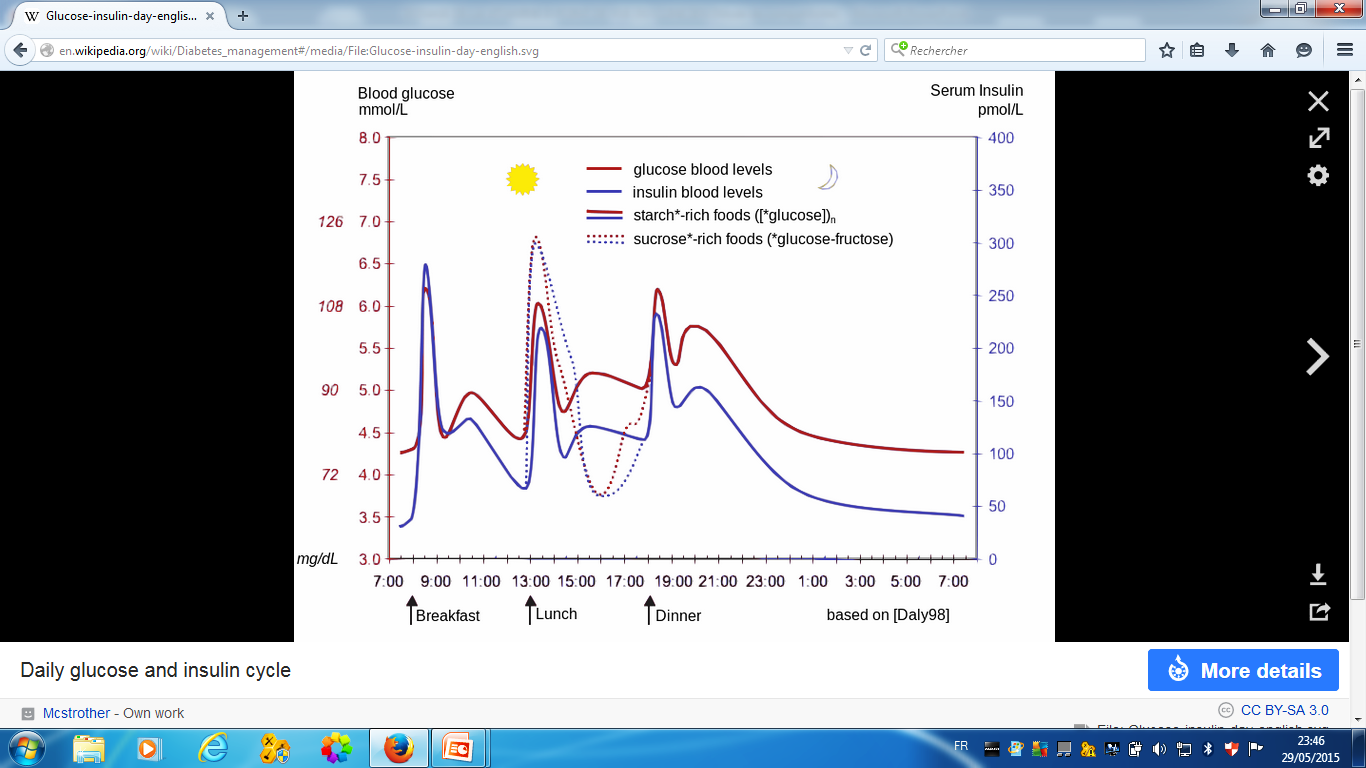 Glucose-insulin-day-englis...
en.wikipedia.org/wiki/Diabetes_management#/media/File:Glucose-insulin-day-english.svg
Rechercher
Blood glucose
mmol/L
Serum Insulin
pmol/L
8.0
7.5
126 7.0
6.5
108 6.0
5.5
90 5.0
4.5
72 4.0
3.5
mg/dL 3.0
400
350
300
250
200
150
100
50
0
glucose blood levels
insulin blood levels
starch*-rich foods ([*glucose])n
sucrose*-rich foods (*glucose-fructose)
7:00 9:00 11:00 13:00 15:00 17:00 19:00 21:00 23:00 1:00 3:00 5:00 7:00
Breakfast
Lunch
Dinner
based on [Daly98]
Daily glucose and insulin cycle
More details
Mcstrother - Own work
CC BY-SA 3.0
File: Glucose-insulin-day-english.svg
FR
23:46
29/05/2015